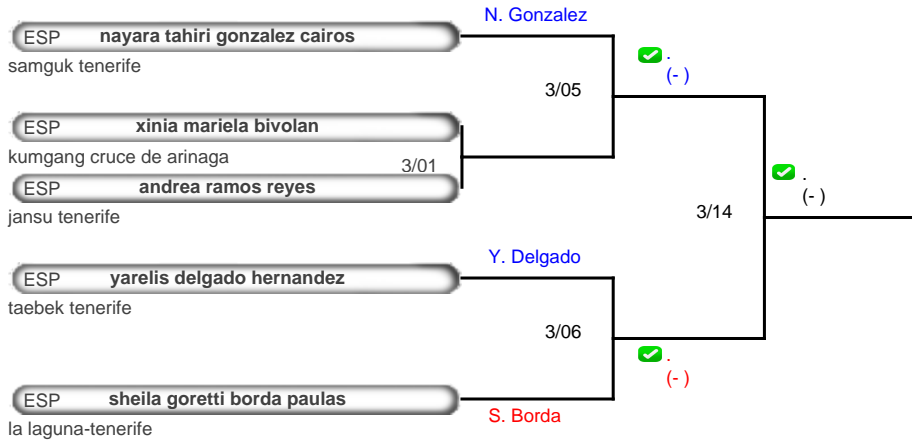 N. Gonzalez
ESP nayara tahiri gonzalez cairos
samguk tenerife
.
(- )
3/05
ESP xinia mariela bivolan
kumgang cruce de arinaga
3/01
ESP andrea ramos reyes
jansu tenerife
.
(- )
3/14
Y. Delgado
ESP yarelis delgado hernandez
taebek tenerife
3/06
.
(- )
ESP sheila goretti borda paulas
S. Borda
la laguna-tenerife